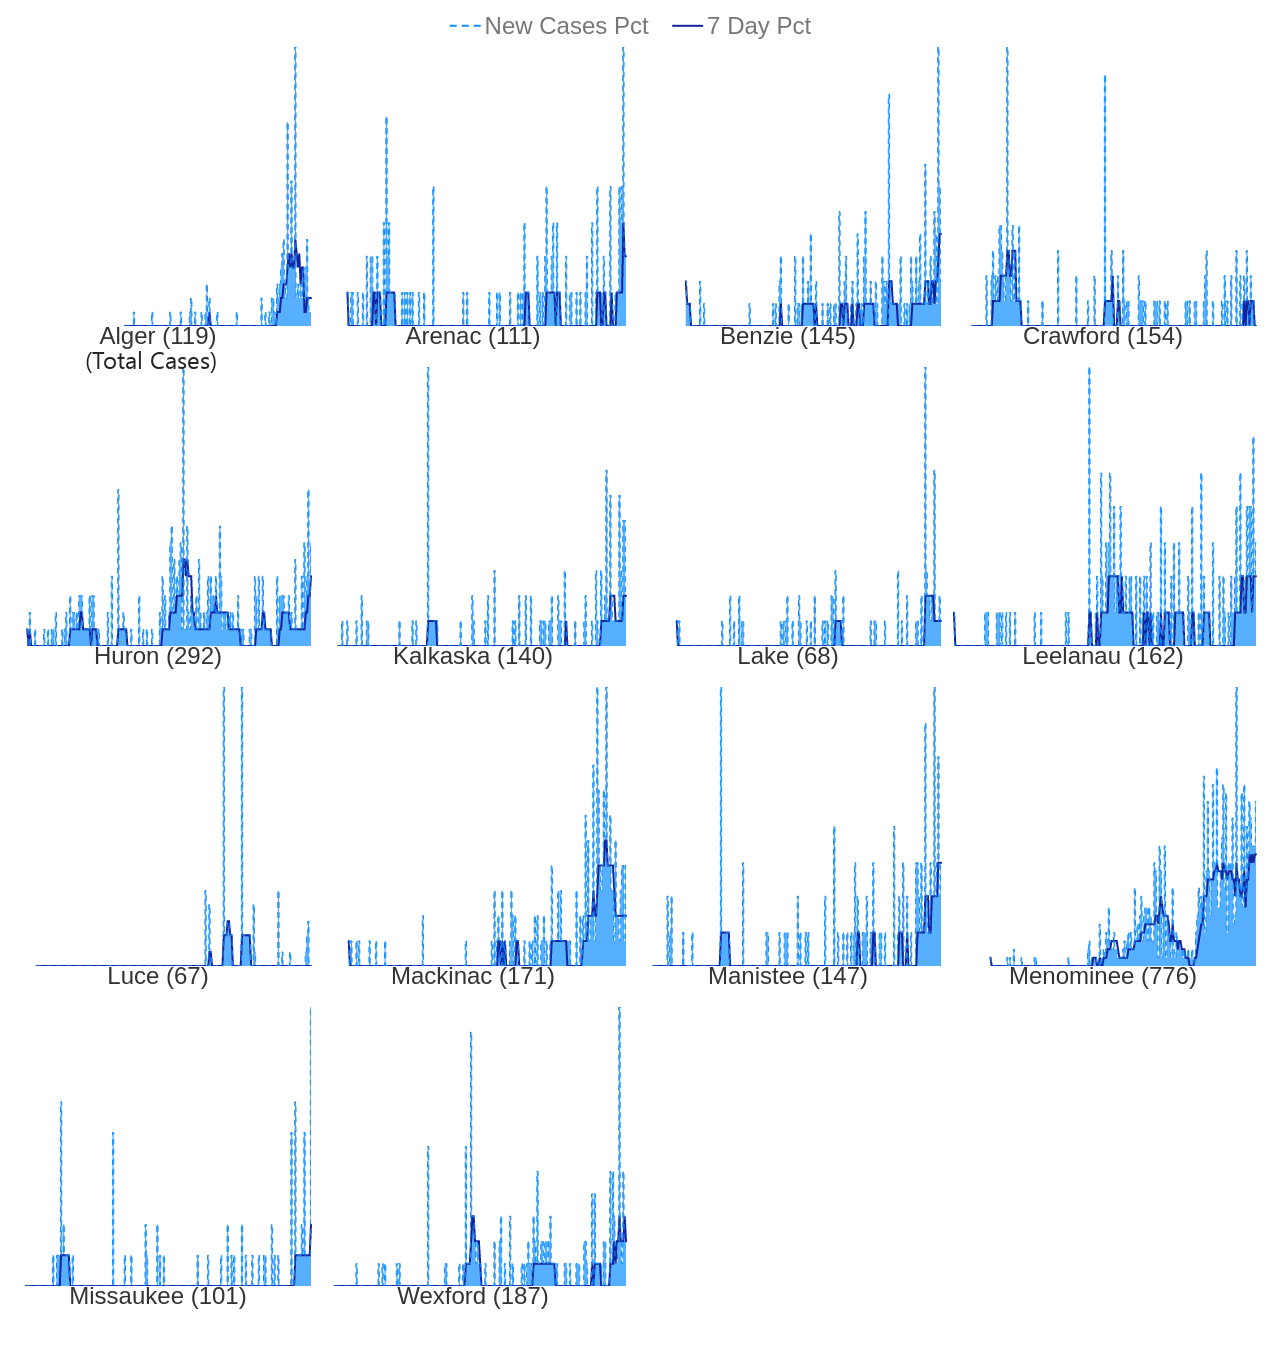 New Cases Pct 7 Day Pct
Alger (119) Arenac (111) Benzie (145) Crawford (154)
(Total Cases)
Huron (292) Kalkaska (140) Lake (68) Leelanau (162)
Luce (67) Mackinac (171) Manistee (147) Menominee (776)
Missaukee (101) Wexford (187)